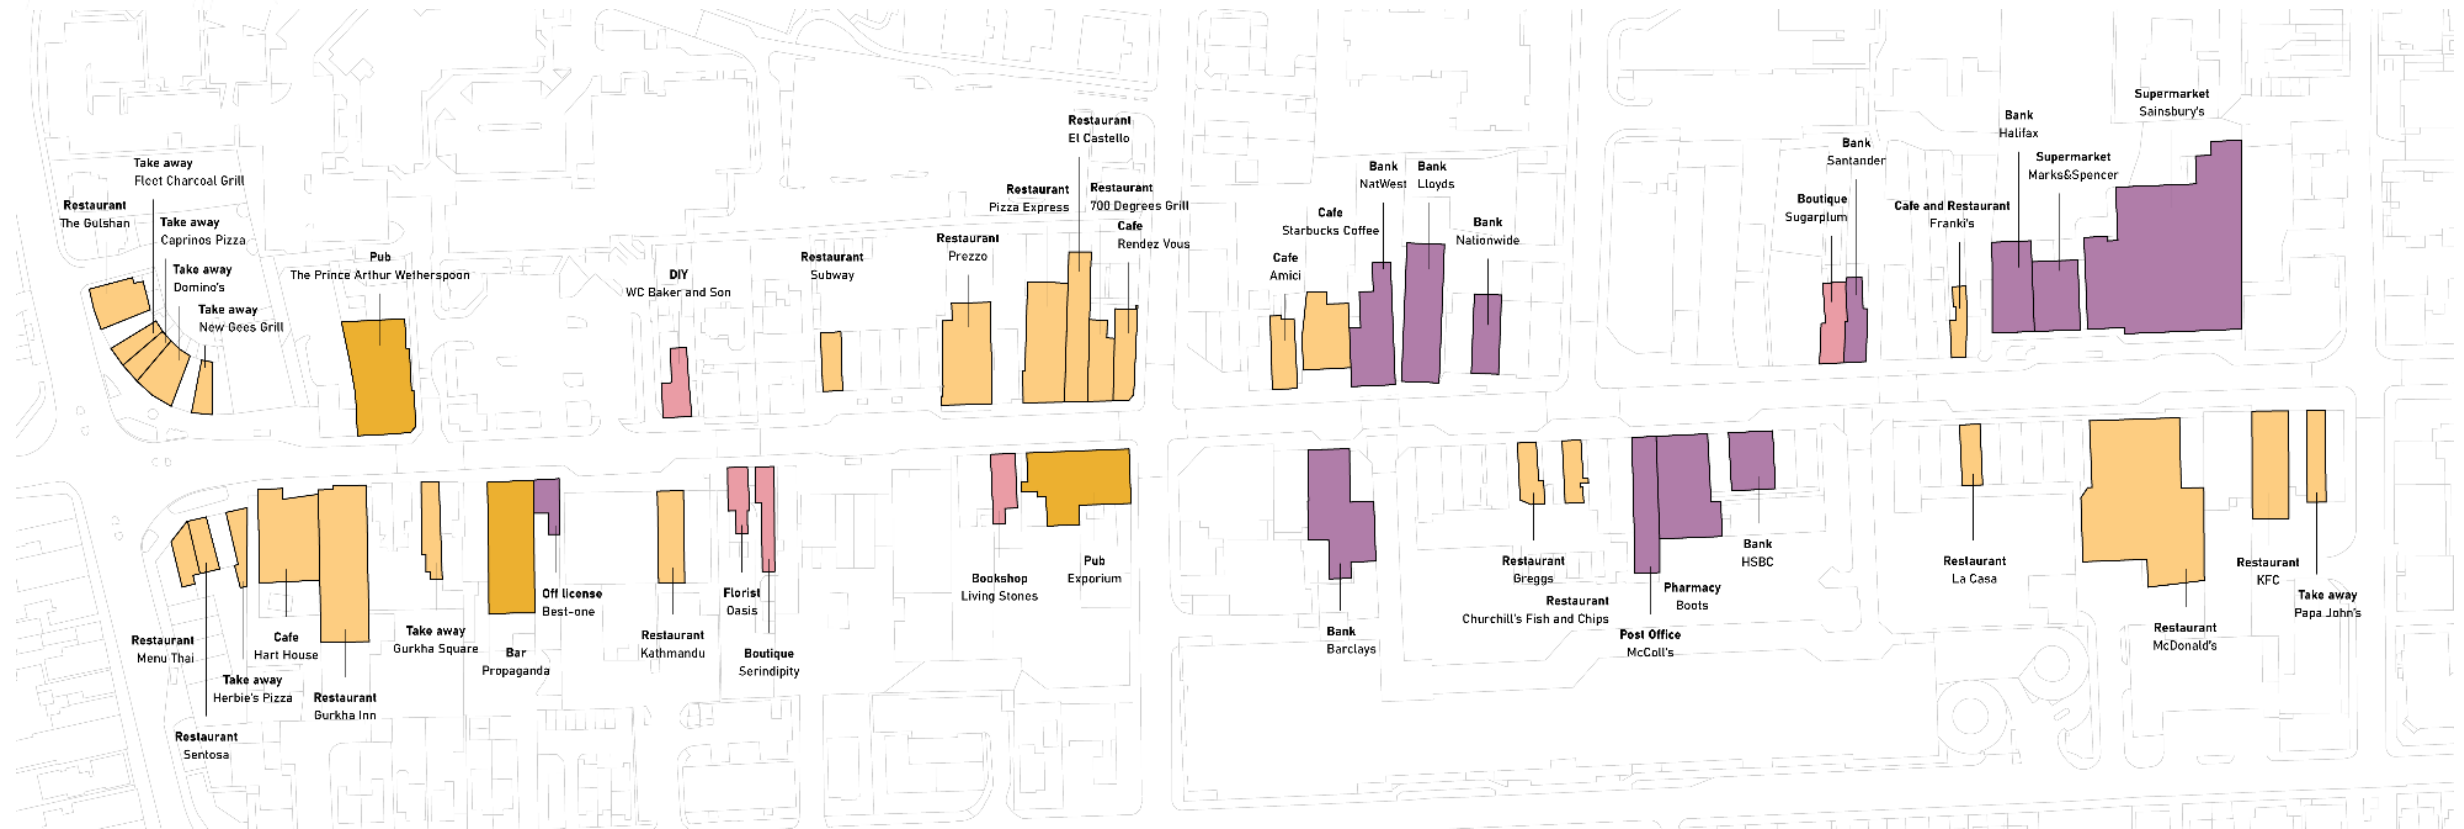 Take away
Fleet Charcoal Grill
Restaurant
The Gulshan
Take away
Caprinos Pizza
Take away
Domino's
Take away
New Gees Grill
Pub
The Prince Arthur Wetherspoon
DIY
WC Baker and Son
Restaurant
Subway
Restaurant
Prezzo
Restaurant
El Castello
Restaurant
Pizza Express
Restaurant
700 Degrees Grill
Cafe
Rendez Vous
Cafe
Amici
Cafe
Starbucks Coffee
Bank
NatWest
Bank
Lloyds
Bank
Nationwide
Boutique
Sugarplum
Bank
Santander
Cafe and Restaurant
Franki's
Bank
Halifax
Supermarket
Marks&Spencer
Supermarket
Sainsbury's
Restaurant
Menu Thai
Restaurant
Sentosa
Take away
Herbie's Pizza
Cafe
Hart House
Restaurant
Gurkha Inn
Take away
Gurkha Square
Bar
Propaganda
Off license
Best-one
Restaurant
Kathmandu
Florist
Oasis
Boutique
Serindipity
Bookshop
Living Stones
Pub
Exporium
Bank
Barclays
Restaurant
Greggs
Restaurant
Churchill's Fish and Chips
Post Office
McColl's
Pharmacy
Boots
Bank
HSBC
Restaurant
La Casa
Restaurant
McDonald's
Restaurant
KFC
Take away
Papa John's